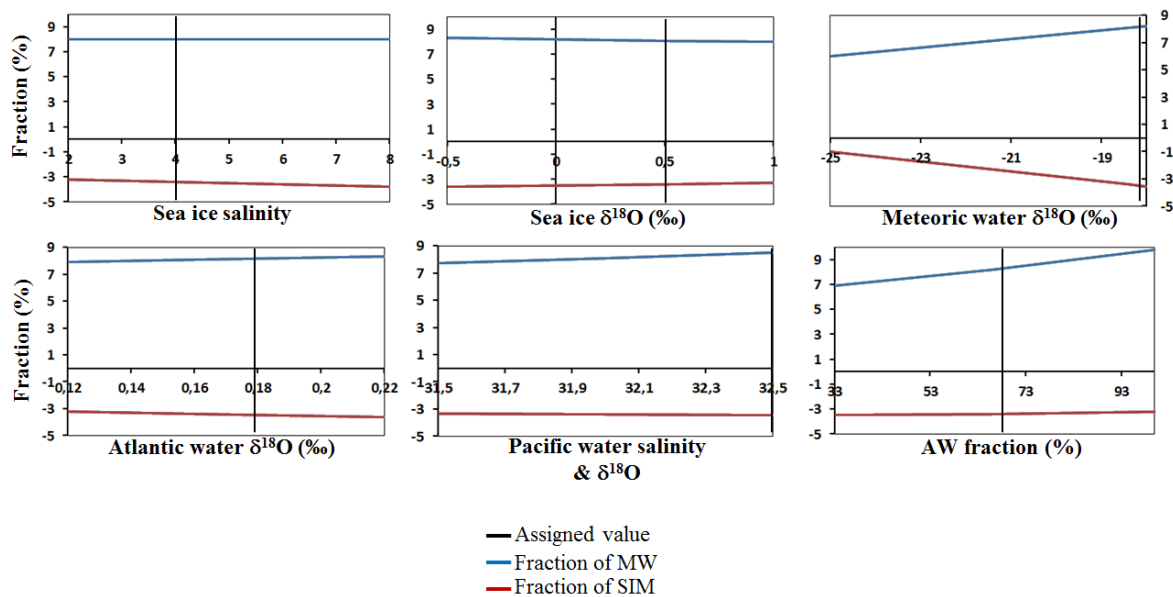 Fraction (%)
9
7
5
3
1
-1
-3
-5
2 3 4 5 6 7 8
Sea ice salinity
9
7
5
3
1
-1
-3
-5
-0,5 0 0,5 1
Sea ice δ18O (‰)
9
7
5
3
1
-1
-3
-5
-25 -23 -21 -19
Meteoric water δ18O (‰)
Fraction (%)
9
7
5
3
1
-1
-3
-5
0,12 0,14 0,16 0,18 0,2 0,22
Atlantic water δ18O (‰)
9
7
5
3
1
-1
-3
-5
31,5 31,7 31,9 32,1 32,3 32,5
Pacific water salinity
& δ18O
9
7
5
3
1
-1
-3
-5
33 53 73 93
AW fraction (%)
Assigned value
Fraction of MW
Fraction of SIM